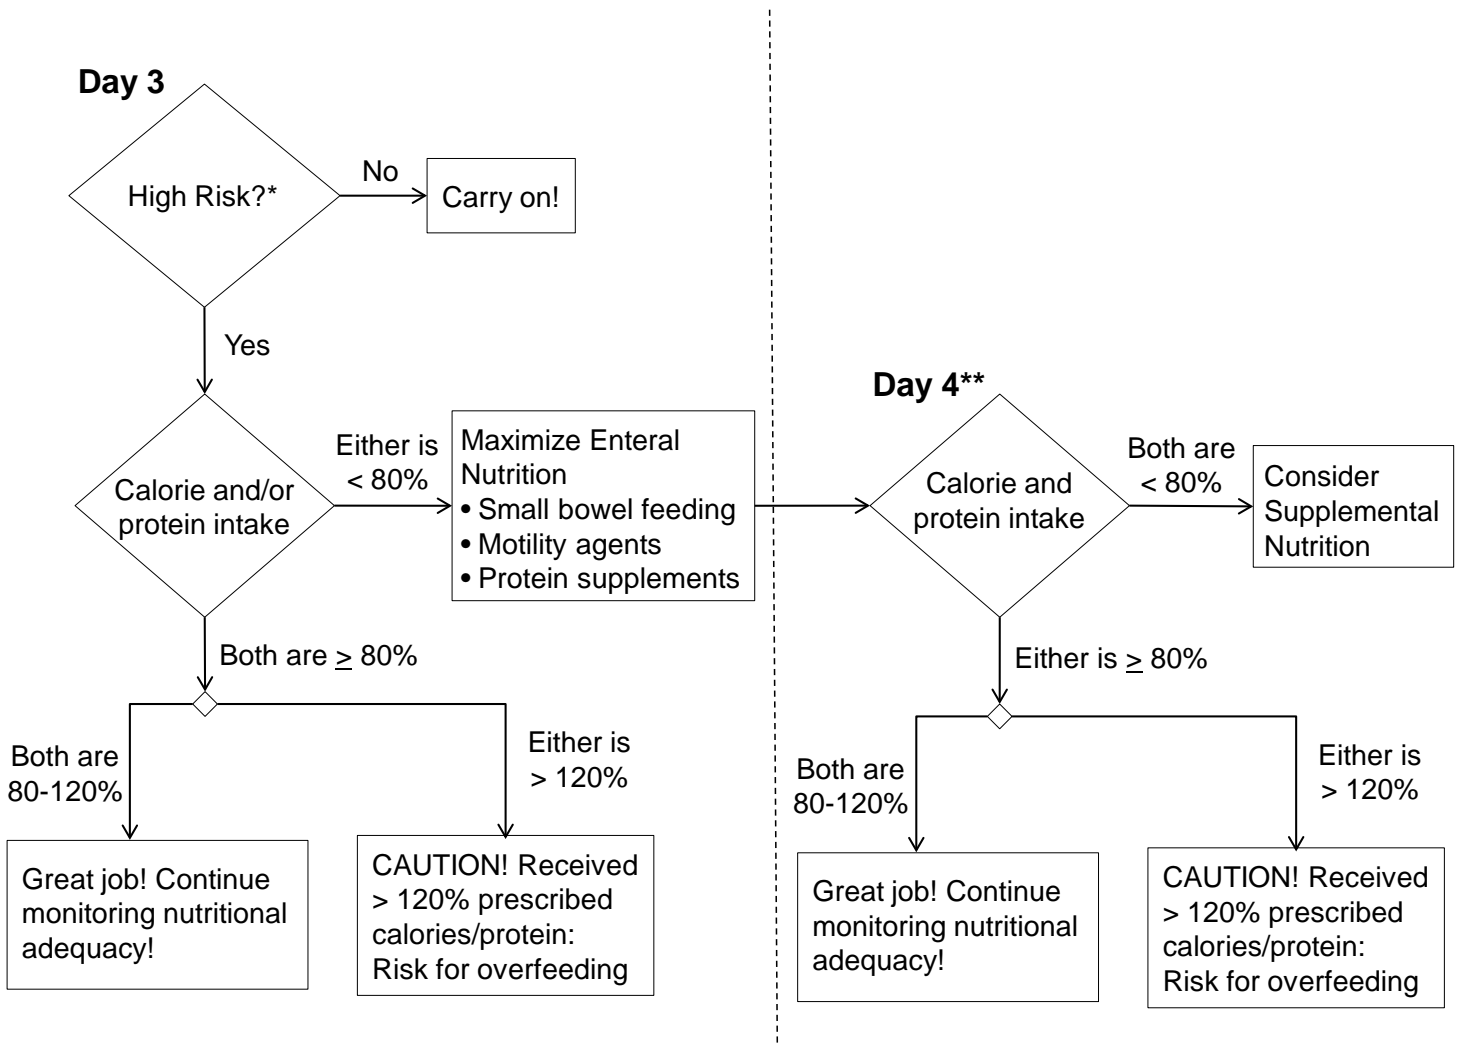 Day 3
High Risk?*
No
Carry on!
Yes
Calorie and/or
protein intake
Either is
< 80%
Maximize Enteral
Nutrition
• Small bowel feeding
• Motility agents
• Protein supplements
Both are ≥ 80%
Both are
80-120%
Either is
> 120%
Great job! Continue
monitoring nutritional
adequacy!
CAUTION! Received
> 120% prescribed
calories/protein:
Risk for overfeeding
Day 4**
Calorie and
protein intake
Both are
< 80%
Consider
Supplemental
Nutrition
Either is ≥ 80%
Both are
80-120%
Either is
> 120%
Great job! Continue
monitoring nutritional
adequacy!
CAUTION! Received
> 120% prescribed
calories/protein:
Risk for overfeeding